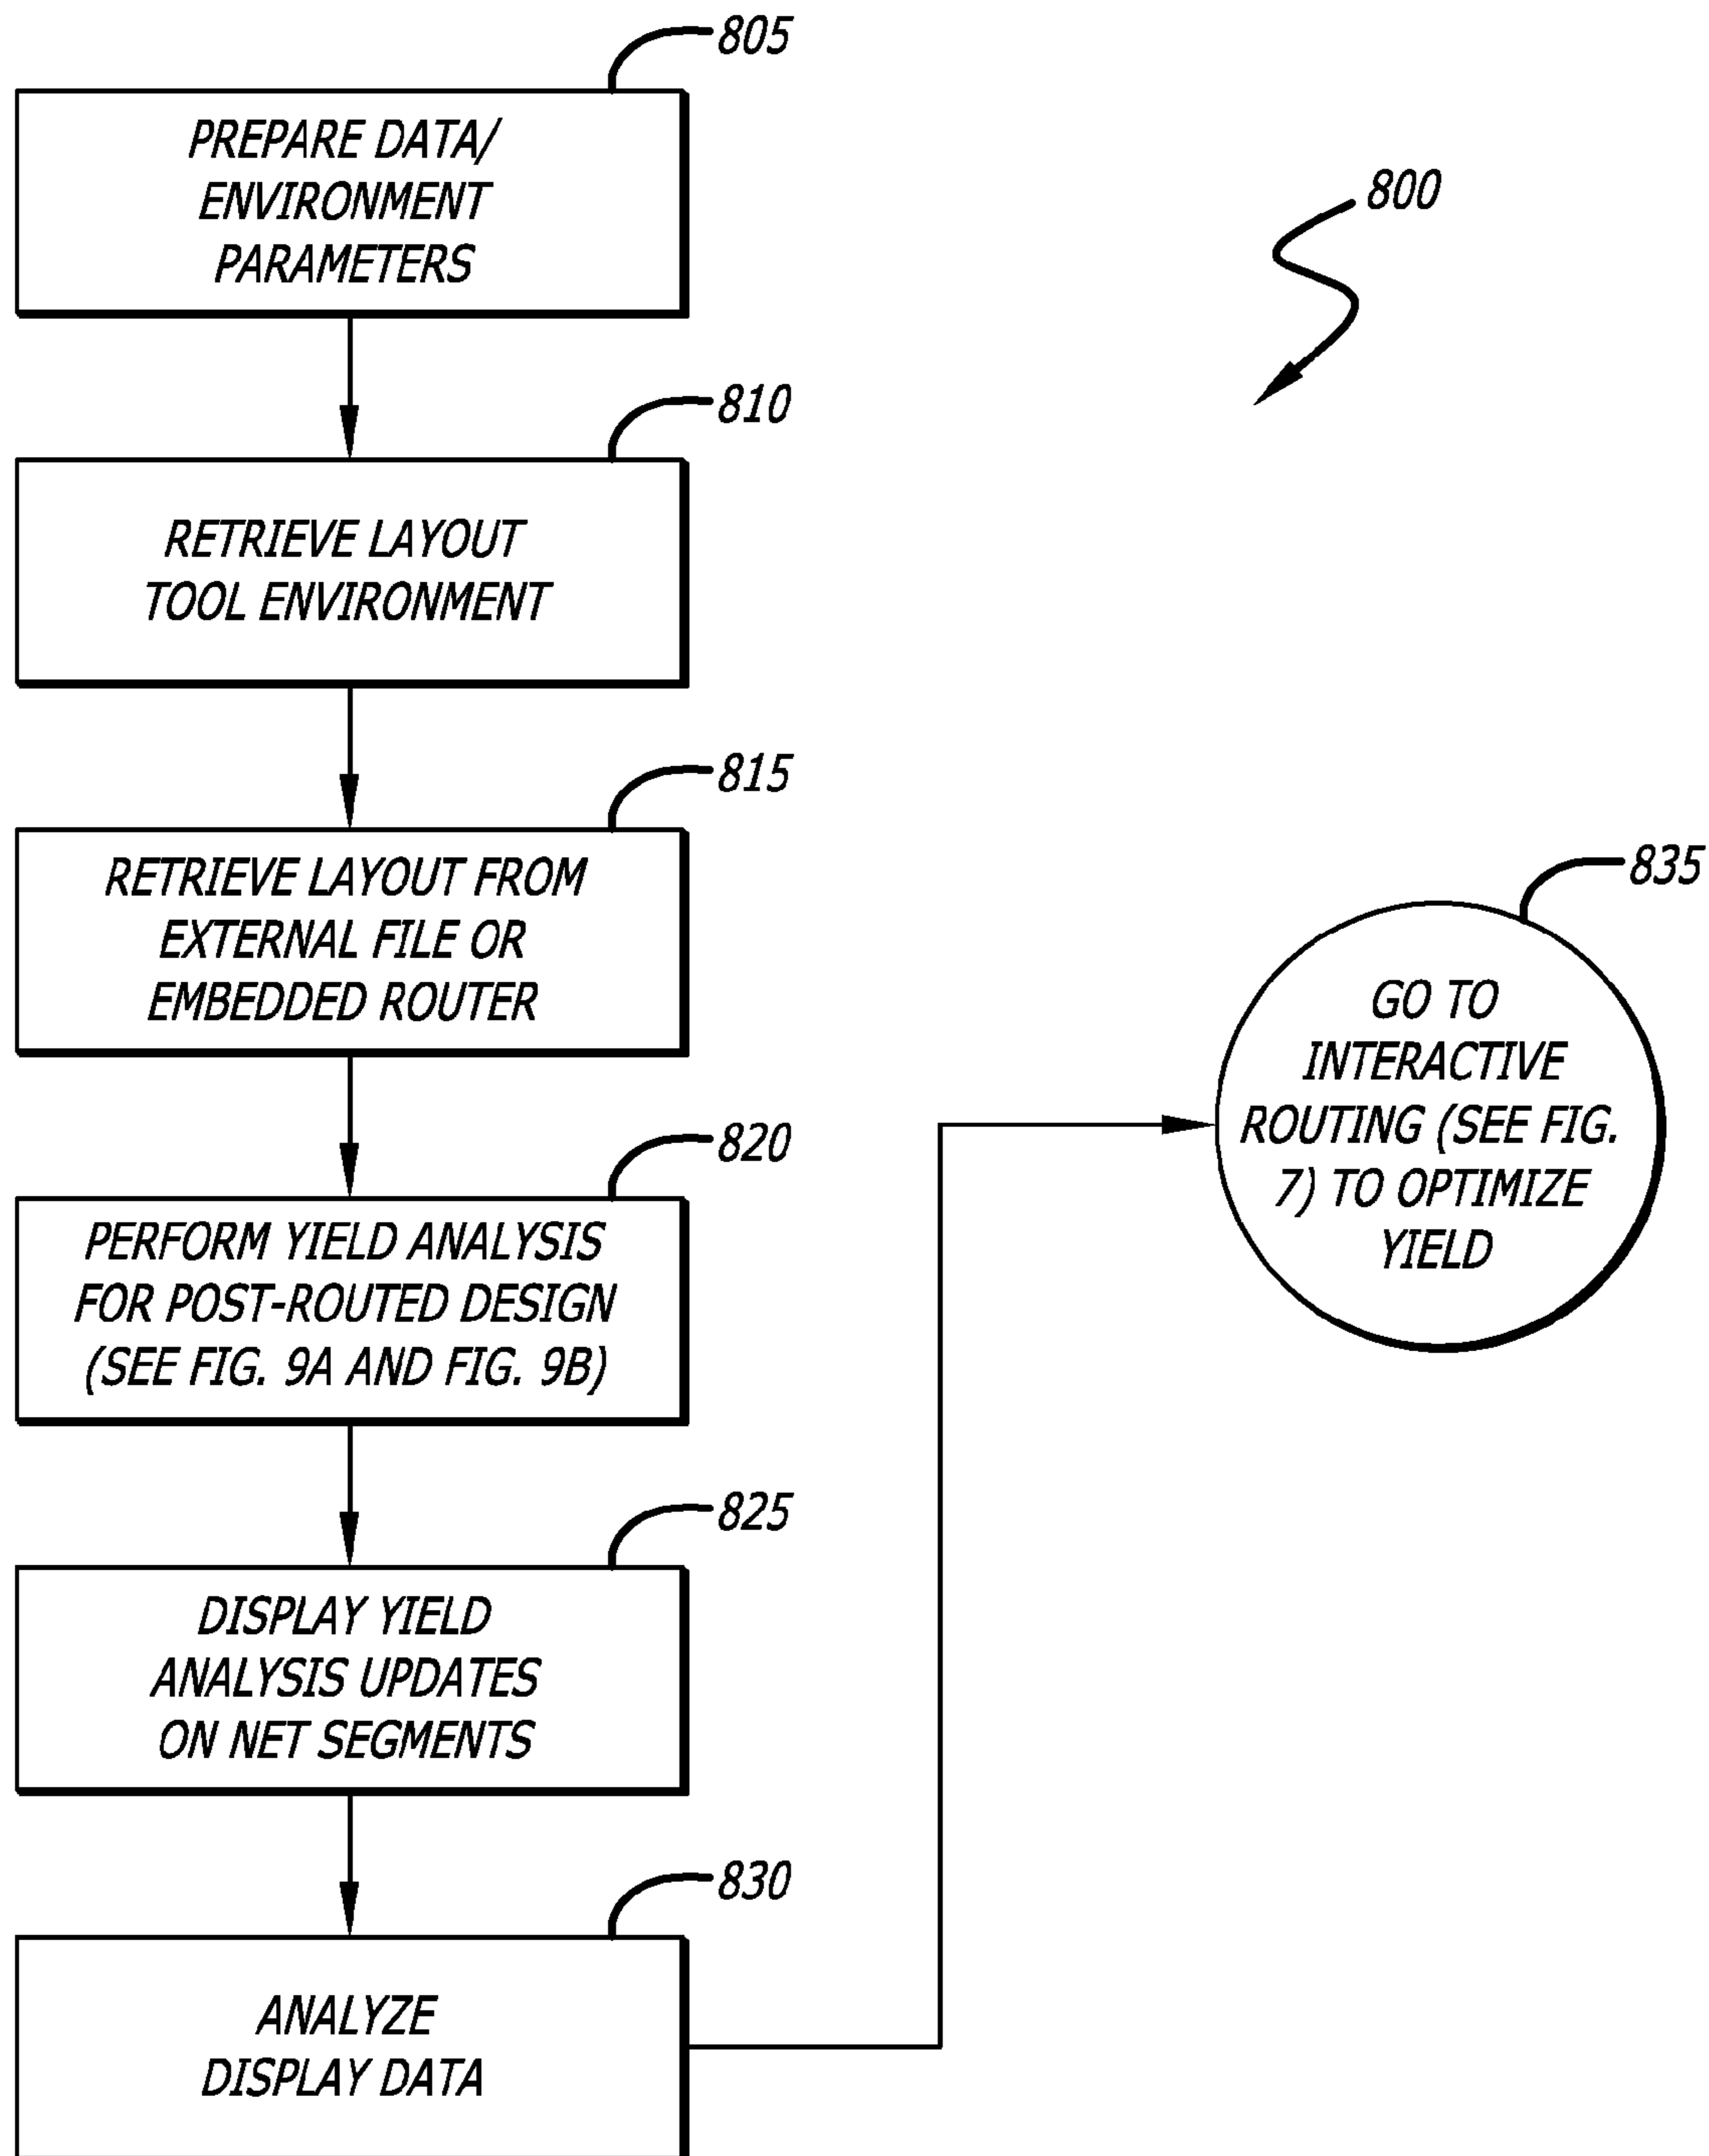 805
PREPARE DATA/
ENVIRONMENT
PARAMETERS
800
810
RETRIEVE LAYOUT
TOOL ENVIRONMENT
815
RETRIEVE LAYOUT FROM
EXTERNAL FILE OR
EMBEDDED ROUTER
820
PERFORM YIELD ANALYSIS
FOR POST-ROUTED DESIGN
(SEE FIG. 9A AND FIG. 9B)
825
DISPLAY YIELD
ANALYSIS UPDATES
ON NET SEGMENTS
830
ANALYZE
DISPLAY DATA
835
GO TO
INTERACTIVE
ROUTING (SEE FIG.
7) TO OPTIMIZE
YIELD